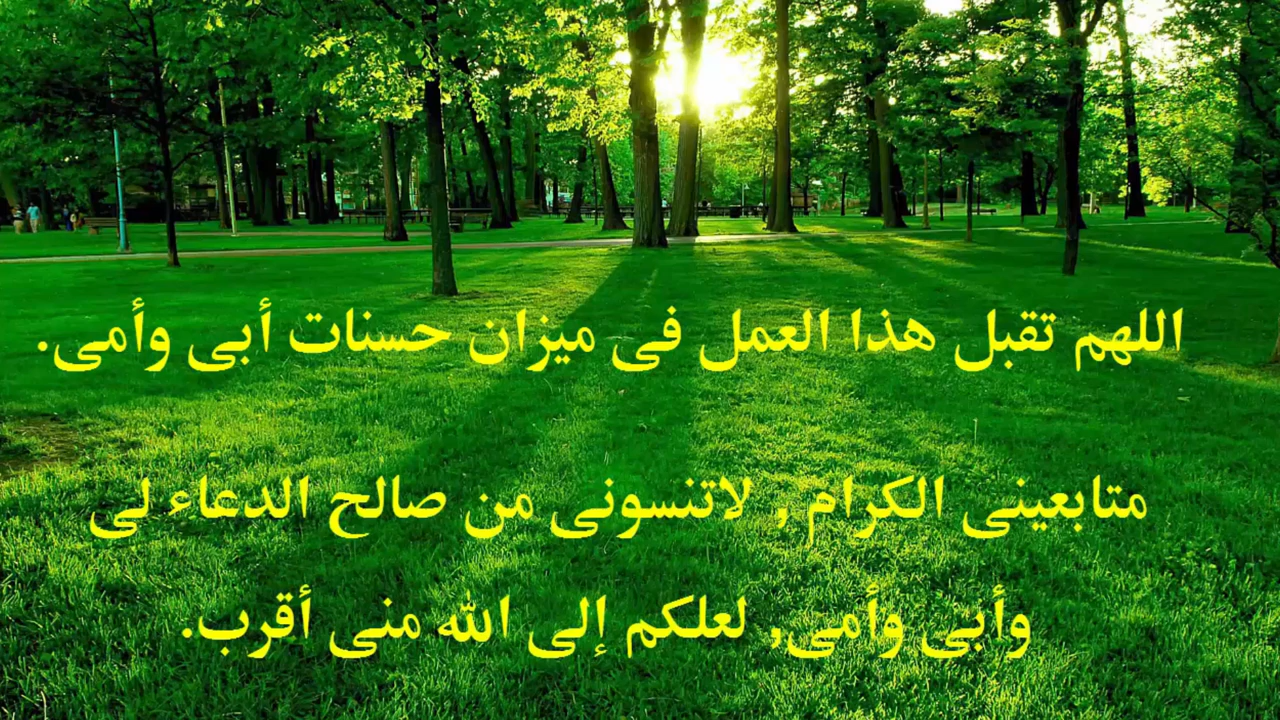 اللهم تقبل هذا العمل فى ميزان حسنات أبى وأمى.
متابعينى الكرام , لاتنسونى من صالح الدعاء لى
وأبى وأمى, لعلكم إلى الله منى أقرب.